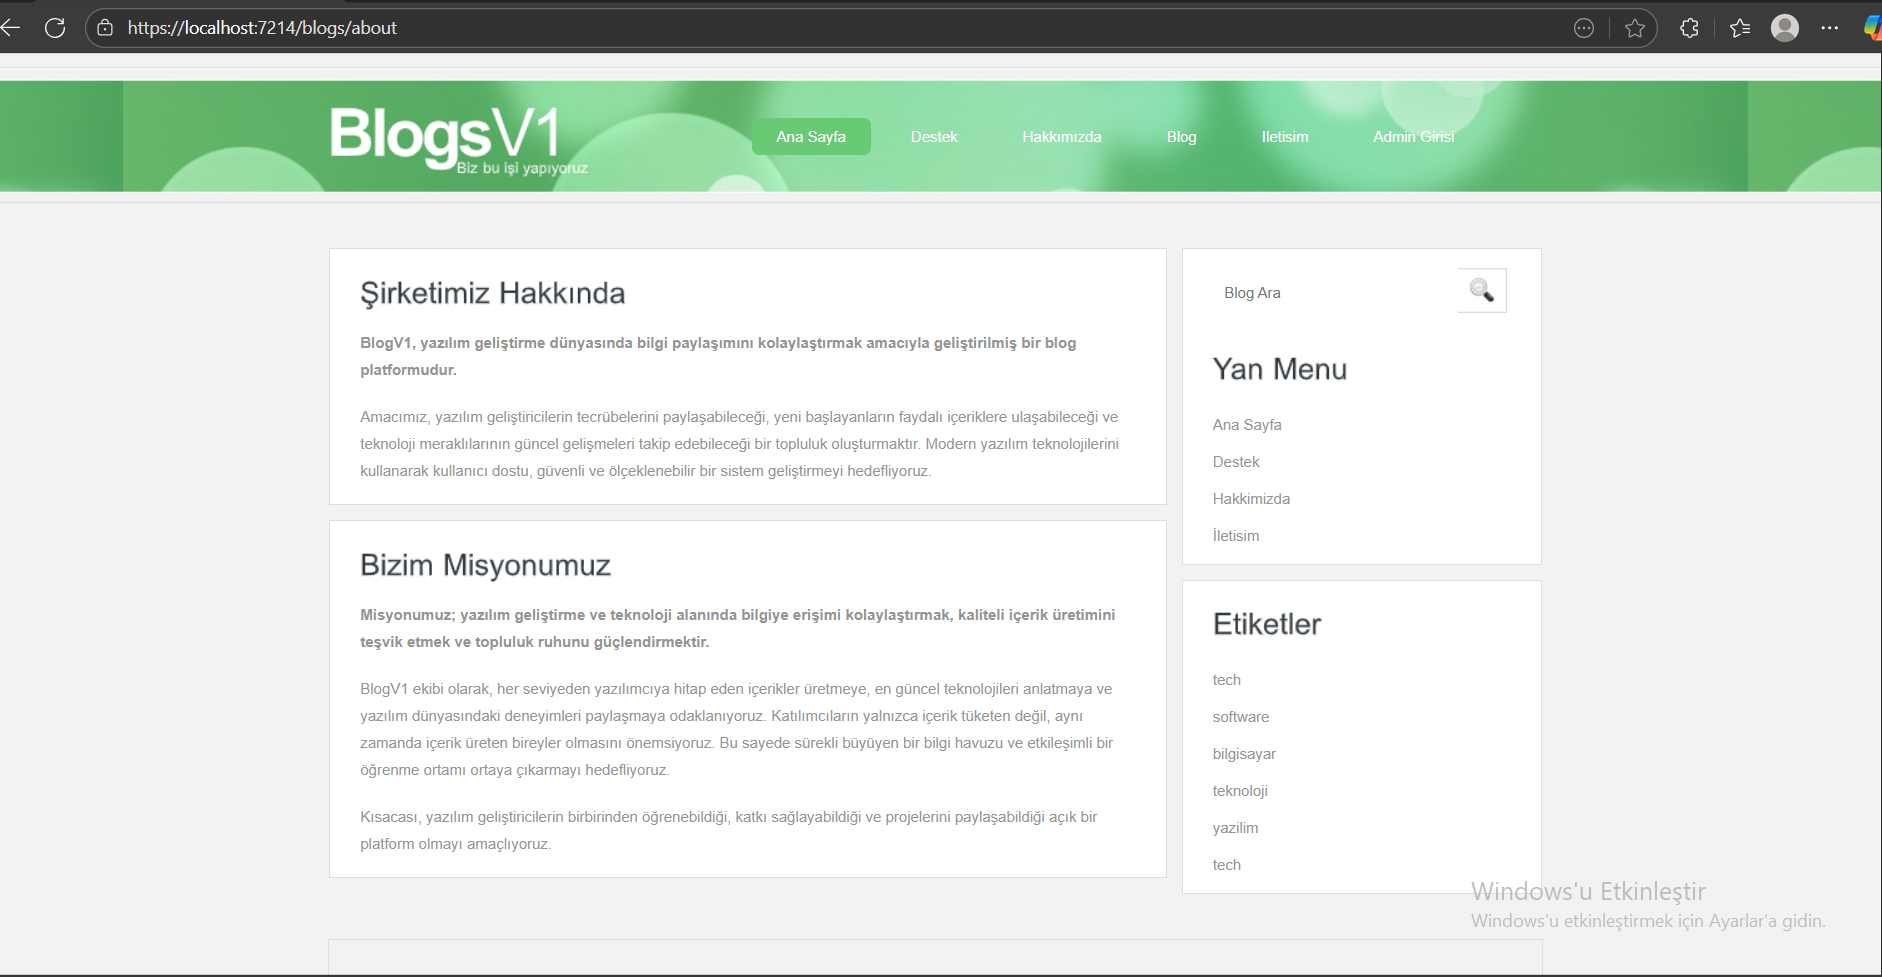 https://localhost:7214/blogs/about
BlogsV1
Biz bu işi yapıyoruz
Ana Sayfa
Destek
Hakkımızda
Blog
Iletisim
Admin Girisi
Şirketimiz Hakkında
BlogV1, yazılım geliştirme dünyasında bilgi paylaşımını kolaylaştırmak amacıyla geliştirilmiş bir blog
platformudur.
Amacımız, yazılım geliştiricilerin tecrübelerini paylaşabileceği, yeni başlayanların faydalı içeriklere ulaşabileceği ve
teknoloji meraklılarının güncel gelişmeleri takip edebileceği bir topluluk oluşturmaktır. Modern yazılım teknolojilerini
kullanarak kullanıcı dostu, güvenli ve ölçeklenebilir bir sistem geliştirmeyi hedefliyoruz.
Bizim Misyonumuz
Misyonumuz; yazılım geliştirme ve teknoloji alanında bilgiye erişimi kolaylaştırmak, kaliteli içerik üretimini
teşvik etmek ve topluluk ruhunu güçlendirmektir.
BlogV1 ekibi olarak, her seviyeden yazılımcıya hitap eden içerikler üretmeye, en güncel teknolojileri anlatmaya ve
yazılım dünyasındaki deneyimleri paylaşmaya odaklanıyoruz. Katılımcıların yalnızca içerik tüketen değil, aynı
zamanda içerik üreten bireyler olmasını önemsiyoruz. Bu sayede sürekli büyüyen bir bilgi havuzu ve etkileşimli bir
öğrenme ortamı ortaya çıkarmayı hedefliyoruz.
Kısacası, yazılım geliştiricilerin birbirinden öğrenebildiği, katkı sağlayabildiği ve projelerini paylaşabildiği açık bir
platform olmayı amaçlıyoruz.
Blog Ara
Yan Menu
Ana Sayfa
Destek
Hakkimizda
İletisim
Etiketler
tech
software
bilgisayar
teknoloji
yazilim
tech
Windows'u Etkinleştir
Windows'u etkinleştirmek için Ayarlar'a gidin.